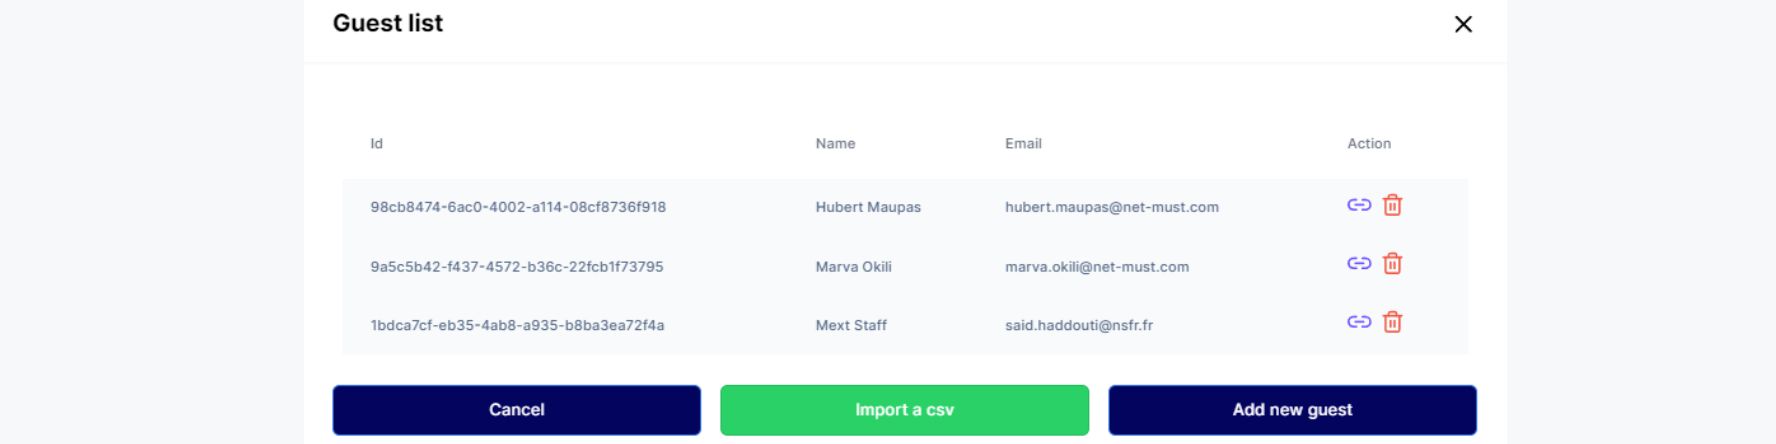 Guest list
Id Name Email Action
98cb8474-6ac0-4002-a114-08cf8736f918 Hubert Maupas hubert.maupas@net-must.com
9a5c5b42-f437-4572-b36c-22fcb1f73795 Marva Okili marva.okili@net-must.com
1bdca7cf-eb35-4ab8-a935-b8ba3ea72f4a Mext Staff said.haddouti@nsfr.fr
Cancel Import a csv Add new guest